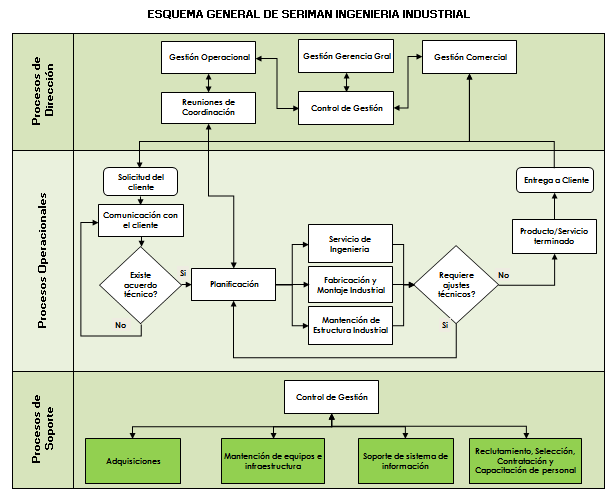 ESQUEMA GENERAL DE SERIMAN INGENIERIA INDUSTRIAL
Procesos de
Dirección
Gestión Operacional
Gestión Gerencia Gral
Gestión Comercial
Reuniones de
Coordinación
Control de Gestión
Procesos Operacionales
Solicitud del
cliente
Comunicación con
el cliente
Existe
acuerdo
técnico?
Si
No
Planificación
Servicio de
Ingenieria
Fabricación y
Montaje Industrial
Mantención de
Estructura Industrial
Requiere
ajustes
técnicos?
No
Si
Entrega a Cliente
Producto/Servicio
terminado
Procesos de
Soporte
Control de Gestión
Adquisiciones
Mantención de equipos e
infraestructura
Soporte de sistema de
información
Reclutamiento, Selección,
Contratación y
Capacitación de personal